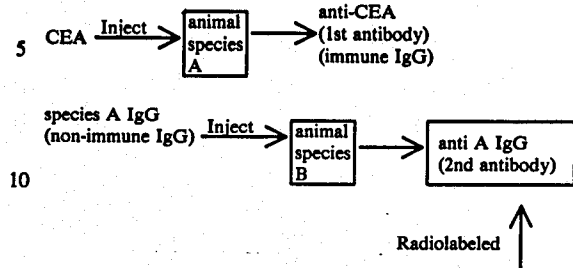 5 CEA Inject animal species A anti-CEA
(1st antibody)
(immune IgG)
species A IgG
(non-immune IgG) Inject animal species B anti A IgG
(2nd antibody)
10
Radiolabeled